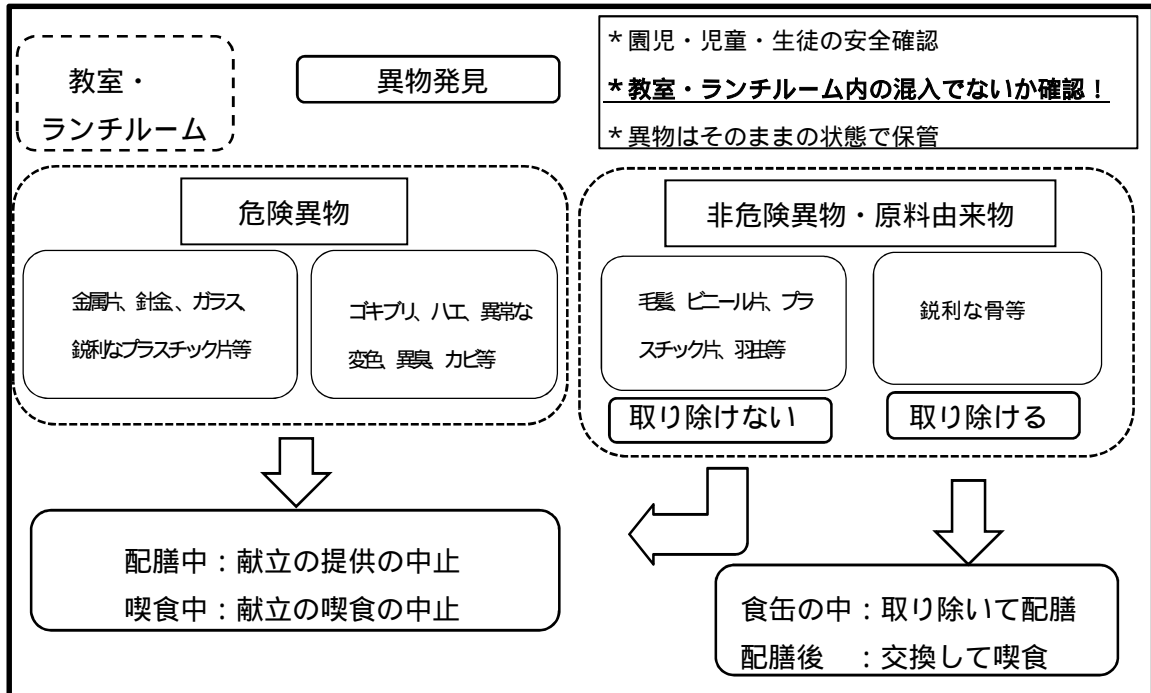 教室・
ランチルーム
異物発見
*園児・児童・生徒の安全確認
*教室・ランチルーム内の混入でないか確認！
*異物はそのままの状態で保管
危険異物
金属片、針金、ガラス、
鋭利なプラスチック片等
ゴキブリ、ハエ、異常な
変色、異臭、カビ等
非危険異物・原料由来物
毛髪、ビニール片、プラ
スチック片、羽虫等
鋭利な骨等
取り除けない
取り除ける
配膳中：献立の提供の中止
喫食中：献立の喫食の中止
食缶の中：取り除いて配膳
配膳後　：交換して喫食